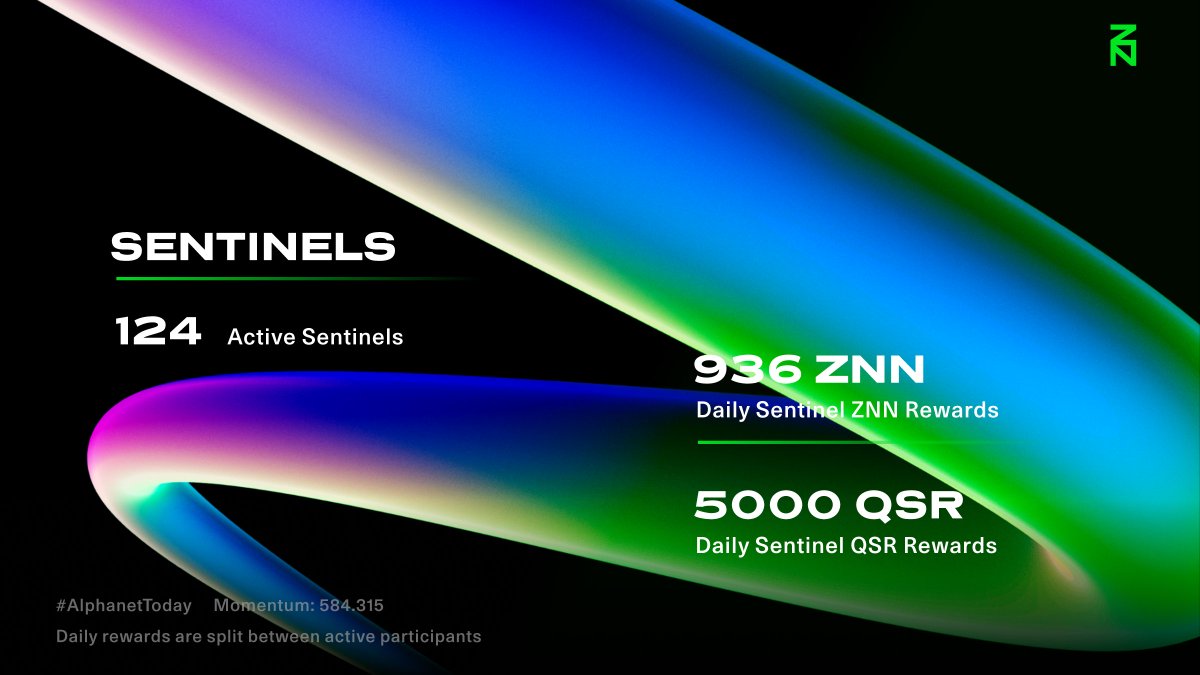 SENTINELS
124 Active Sentinels
936 ZNN
Daily Sentinel ZNN Rewards
5000 QSR
Daily Sentinel QSR Rewards
#AlphanetToday Momentum: 584.315
Daily rewards are split between active participants